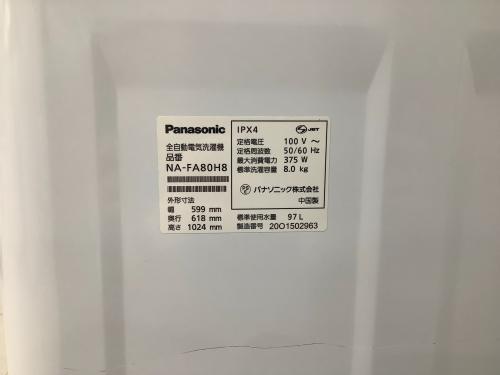 Panasonic
全自動電気洗濯機
品番
NA-FA80H8
外形寸法
幅 599 mm
奥行 618 mm
高さ 1024 mm
IPX4 JET
定格電圧 100 V ～
定格周波数 50/60 Hz
最大消費電力 375 W
標準洗濯容量 8.0 kg
パナソニック株式会社
中国製
標準使用水量 97 L
製造番号 20O1502963